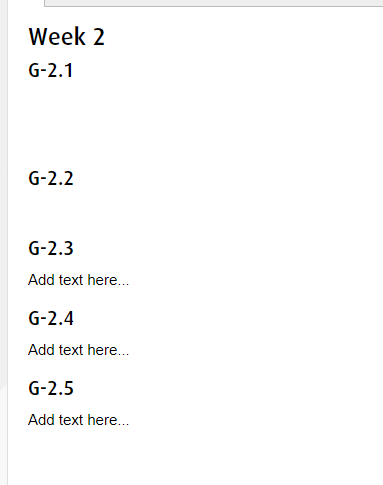 Week 2
G-2.1
G-2.2
G-2.3
Add text here...
G-2.4
Add text here...
G-2.5
Add text here...